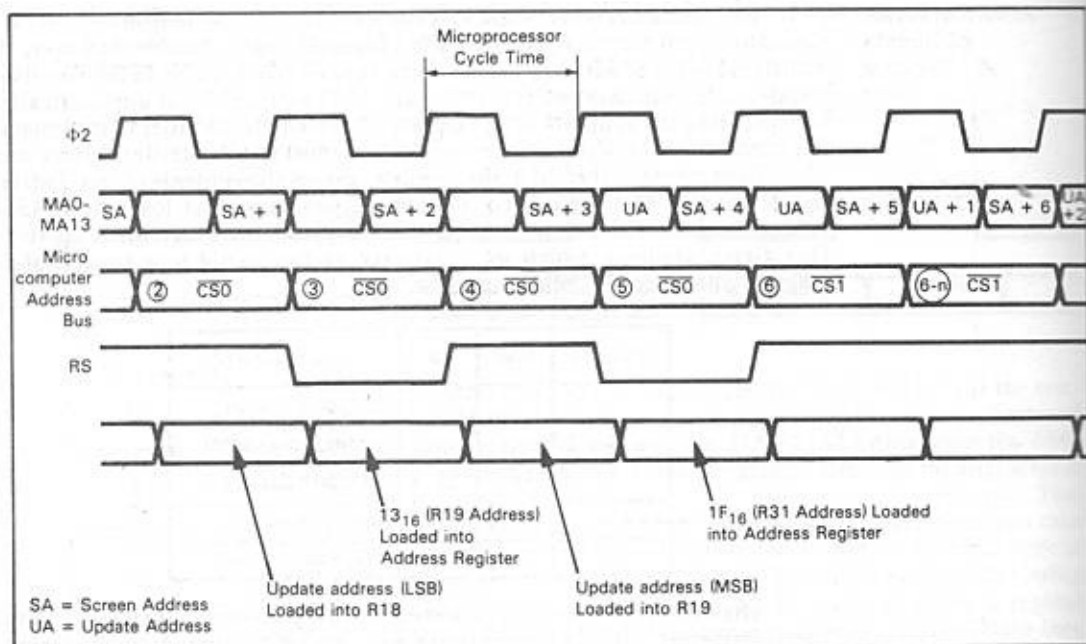 Microprocessor
Cycle Time
Φ2
MA0-
MA13
SA
SA + 1
SA + 2
SA + 3
UA
SA + 4
UA
SA + 5
UA + 1
SA + 6
UA
+2
Micro
computer
Address
Bus
② CS0
③ CS0
④ CS0
⑤ CS0
⑥ CS1
(6-n) CS1
RS
13₁₆ (R19 Address)
Loaded into
Address Register
1F₁₆ (R31 Address) Loaded
into Address Register
Update address (LSB)
Loaded into R18
Update address (MSB)
Loaded into R19
SA = Screen Address
UA = Update Address